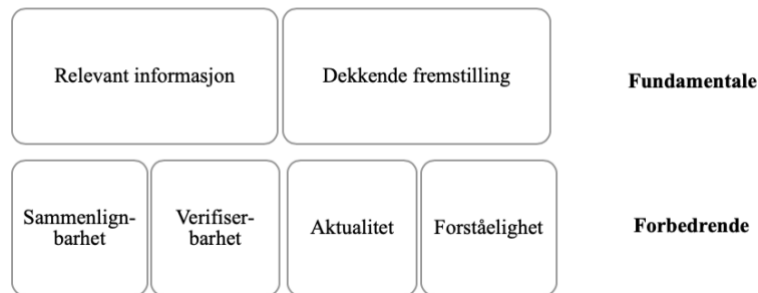 Relevant informasjon
Dekkende fremstilling
Fundamentale
Sammenlign-
barhet
Verifiser-
barhet
Aktualitet
Forståelighet
Forbedrende